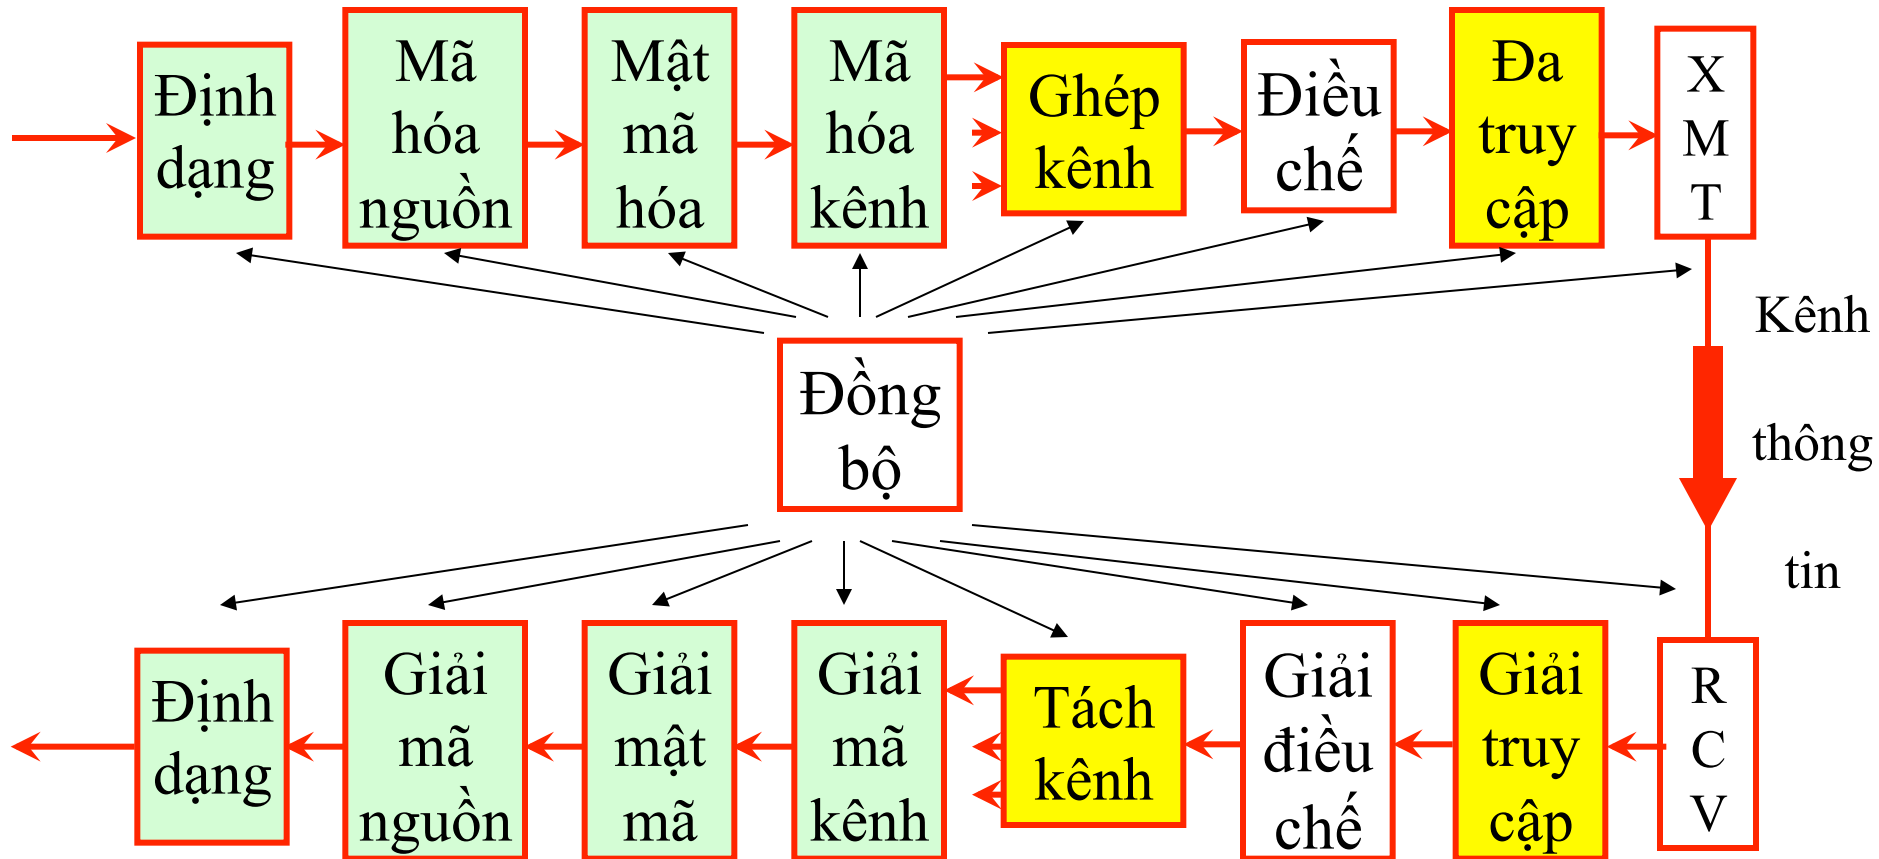 Định
dạng
Mã
hóa
nguồn
Mật
mã
hóa
Mã
hóa
kênh
Ghép
kênh
Điều
chế
Đa
truy
cập
X
M
T
Kênh
thông
tin
Đồng
bộ
Định
dạng
Giải
mã
nguồn
Giải
mật
mã
Giải
mã
kênh
Tách
kênh
Giải
điều
chế
Giải
truy
cập
R
C
V